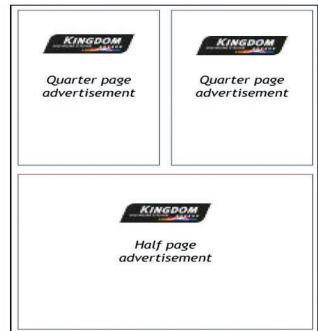 KINGDOM
Quarter page
advertisement
KINGDOM
Quarter page
advertisement
KINGDOM
Half page
advertisement